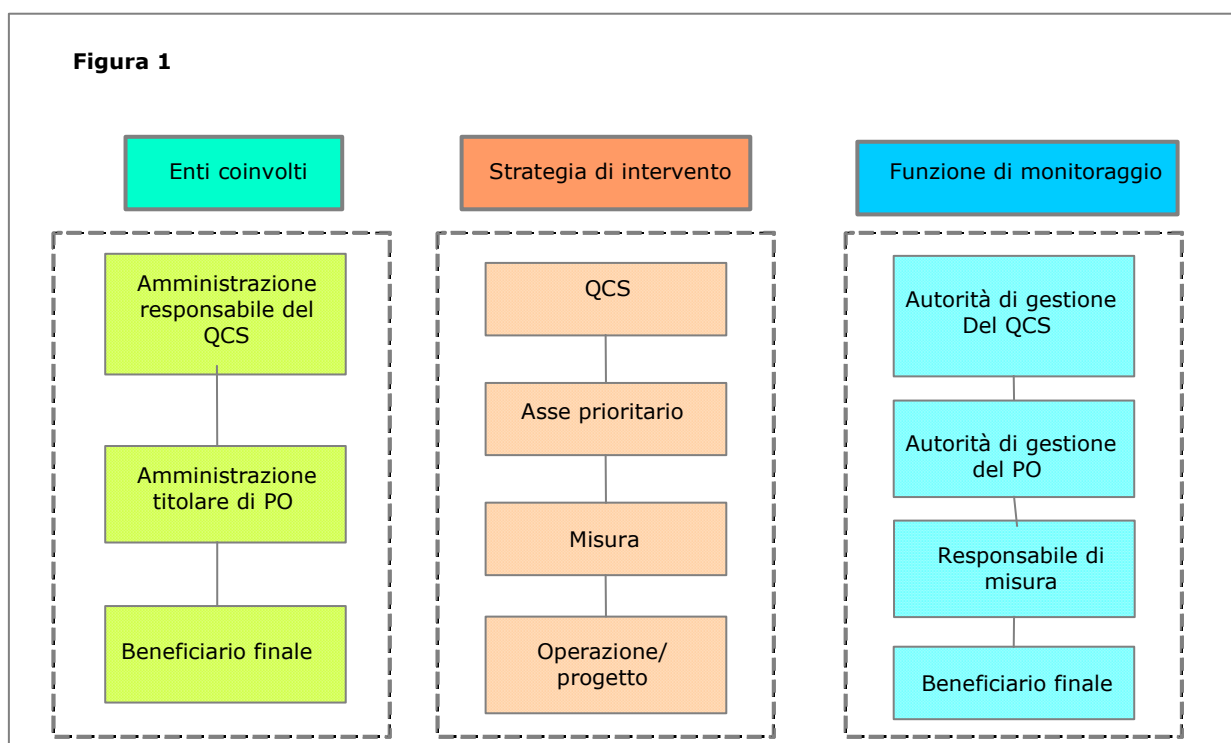 Figura 1
Enti coinvolti
Strategia di intervento
Funzione di monitoraggio
Amministrazione
responsabile del
QCS
Amministrazione
titolare di PO
Beneficiario finale
QCS
Asse prioritario
Misura
Operazione/
progetto
Autorità di gestione
Del QCS
Autorità di gestione
del PO
Responsabile di
misura
Beneficiario finale